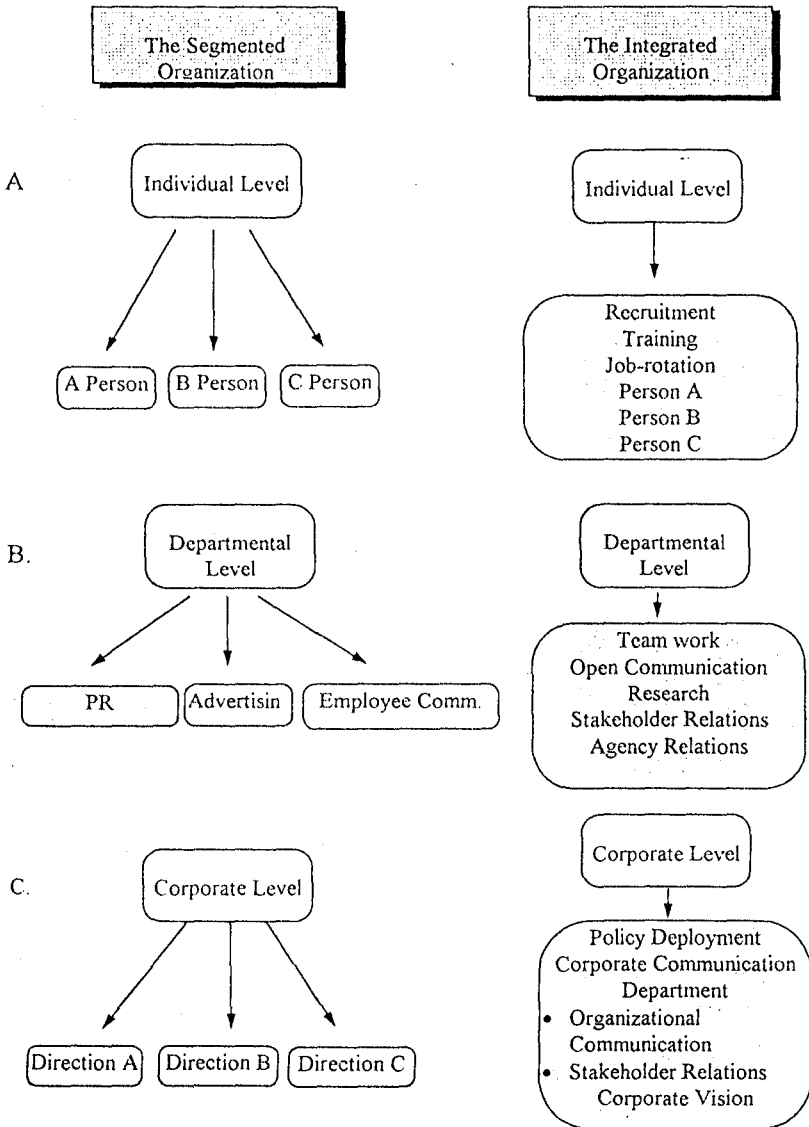 The Segmented
Organization
The Integrated
Organization
A
Individual Level
A Person
B Person
C Person
Individual Level
Recruitment
Training
Job-rotation
Person A
Person B
Person C
B.
Departmental
Level
PR
Advertisin
Employee Comm.
Departmental
Level
Team work
Open Communication
Research
Stakeholder Relations
Agency Relations
C.
Corporate Level
Direction A
Direction B
Direction C
Corporate Level
Policy Deployment
Corporate Communication
Department
• Organizational
Communication
• Stakeholder Relations
Corporate Vision